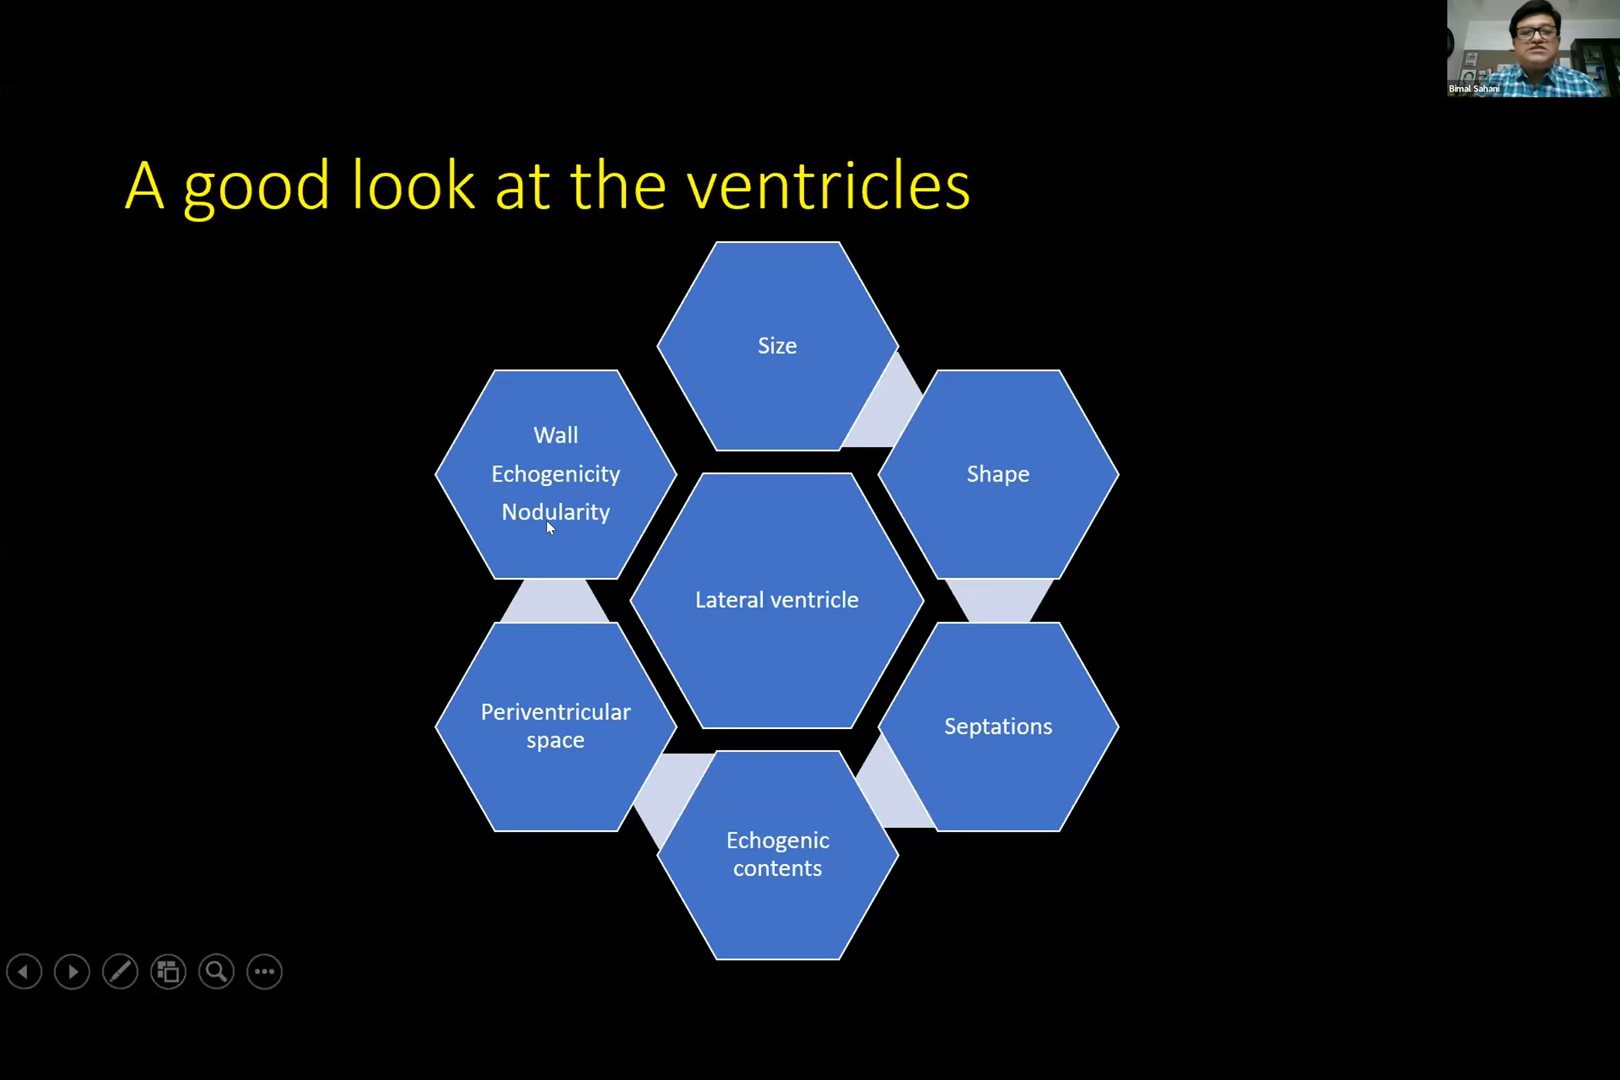 Bimal Sahani
A good look at the ventricles
Size
Shape
Septations
Echogenic
contents
Periventricular
space
Wall
Echogenicity
Nodularity
Lateral ventricle